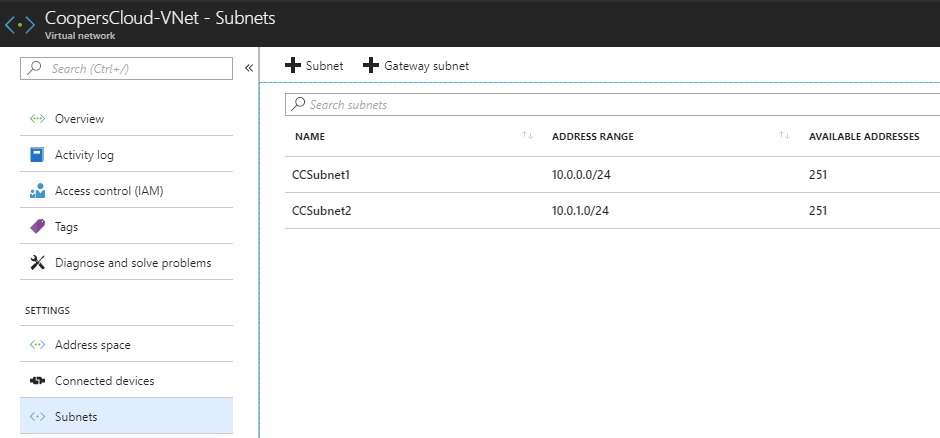 CoopersCloud-VNet - Subnets
Virtual network
Search (Ctrl+/)
«
Overview
Activity log
Access control (IAM)
Tags
Diagnose and solve problems
SETTINGS
Address space
Connected devices
Subnets
+ Subnet + Gateway subnet
Search subnets
NAME ↑↓ ADDRESS RANGE ↑↓ AVAILABLE ADDRESSES
CCSubnet1 10.0.0.0/24 251
CCSubnet2 10.0.1.0/24 251